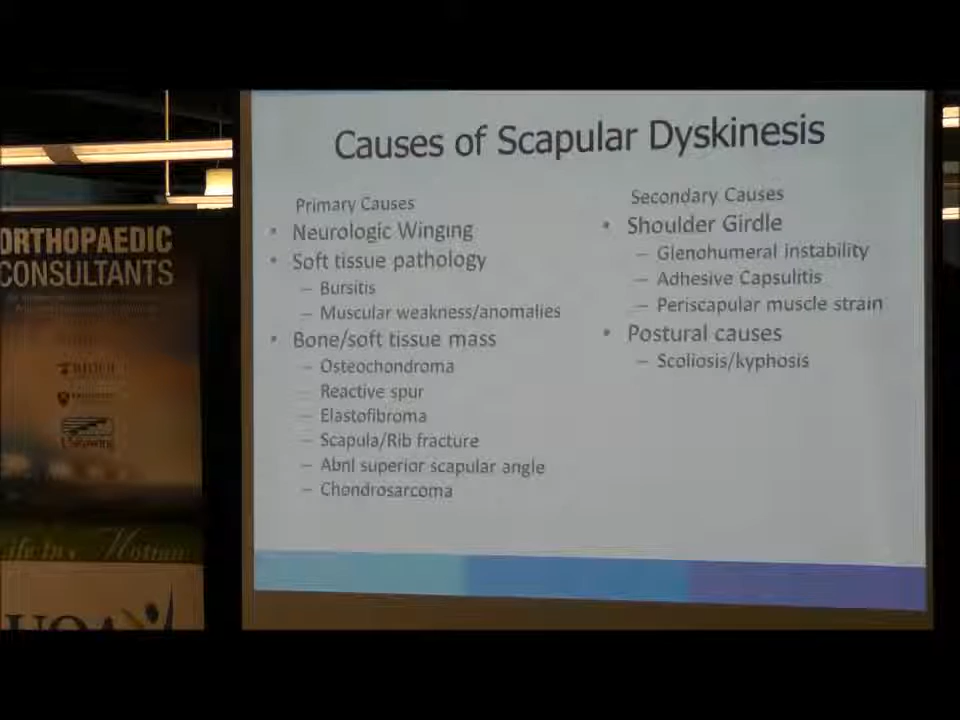 Causes of Scapular Dyskinesis
Primary Causes
• Neurologic Winging
• Soft tissue pathology
– Bursitis
– Muscular weakness/anomalies
• Bone/soft tissue mass
– Osteochondroma
– Reactive spur
– Elastofibroma
– Scapula/Rib fracture
– Abnl superior scapular angle
– Chondrosarcoma
Secondary Causes
• Shoulder Girdle
– Glenohumeral instability
– Adhesive Capsulitis
– Periscapular muscle strain
• Postural causes
– Scoliosis/kyphosis
ORTHOPAEDIC
CONSULTANTS
Motion
UOA